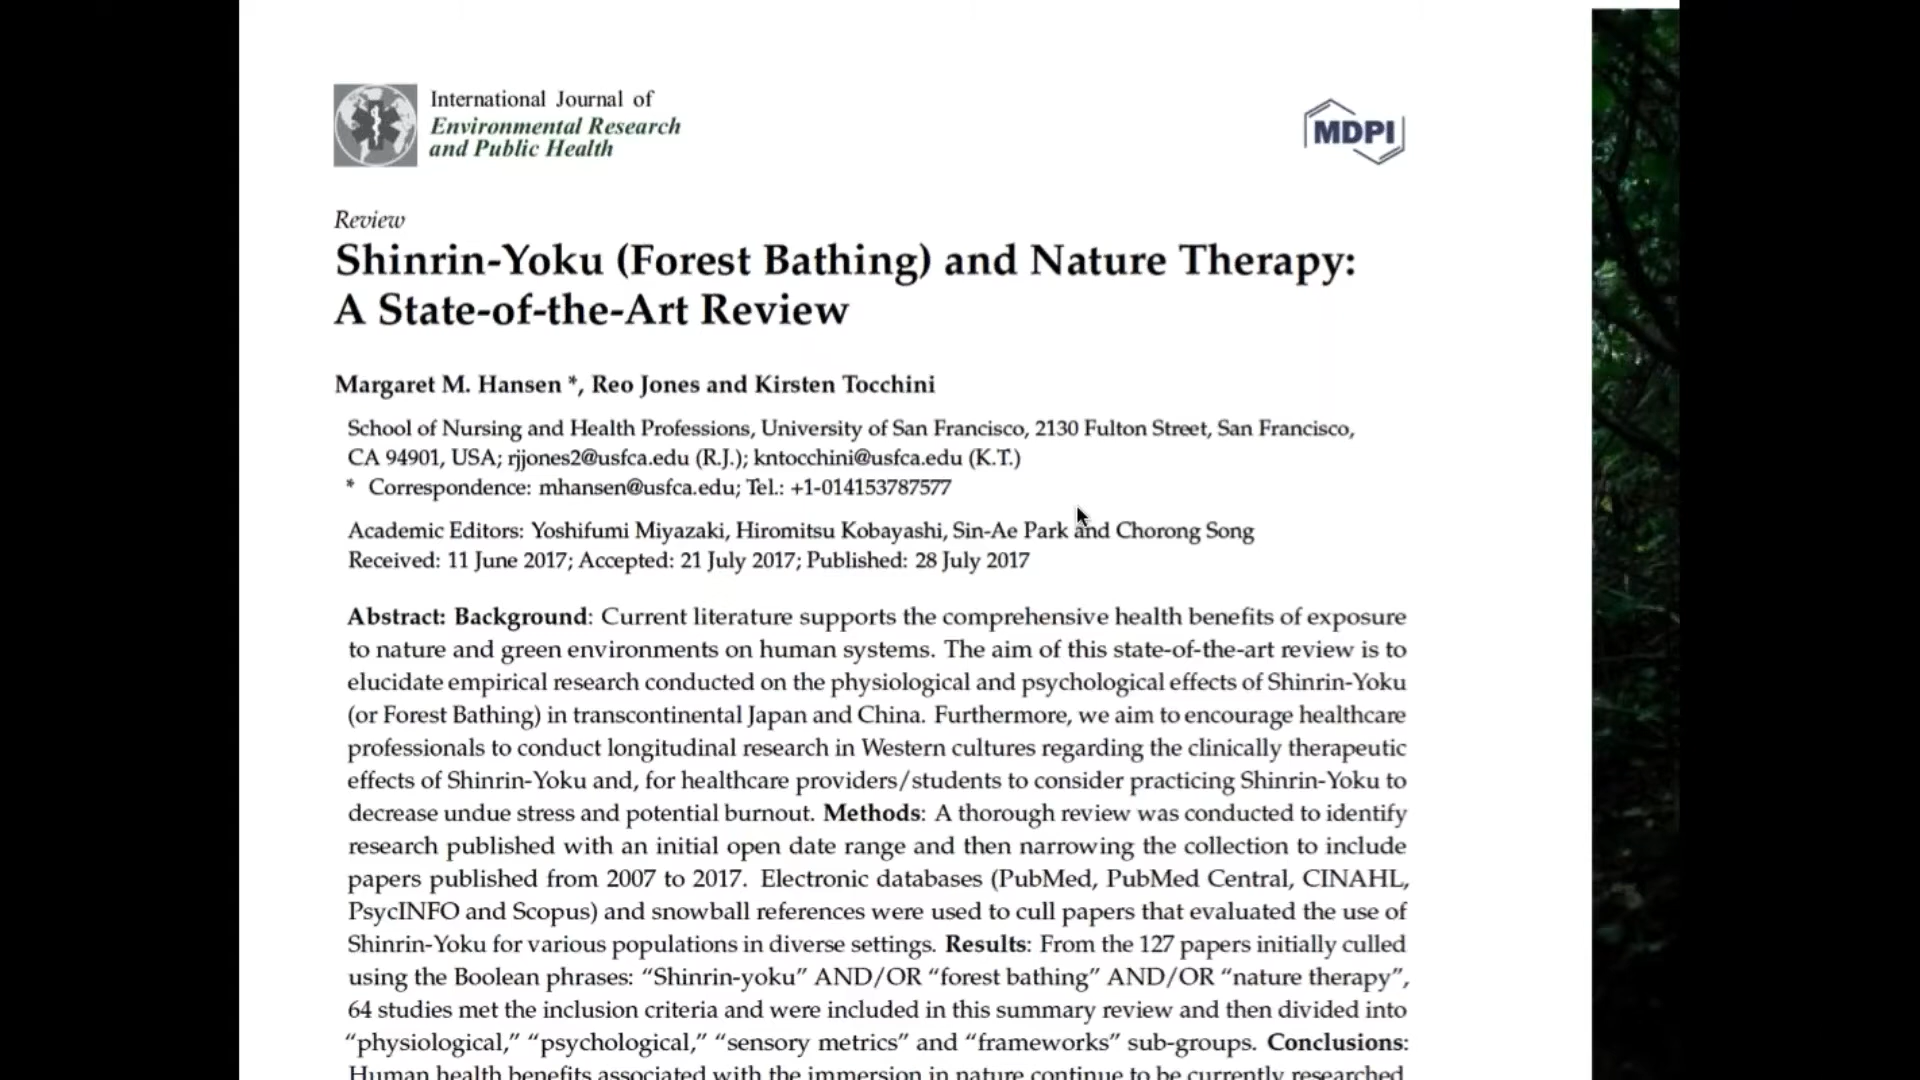 International Journal of
Environmental Research
and Public Health
MDPI
Review
Shinrin-Yoku (Forest Bathing) and Nature Therapy:
A State-of-the-Art Review
Margaret M. Hansen *, Reo Jones and Kirsten Tocchini
School of Nursing and Health Professions, University of San Francisco, 2130 Fulton Street, San Francisco,
CA 94901, USA; rjjones2@usfca.edu (R.J.); kntocchini@usfca.edu (K.T.)
* Correspondence: mhansen@usfca.edu; Tel.: +1-014153787577
Academic Editors: Yoshifumi Miyazaki, Hiromitsu Kobayashi, Sin-Ae Park and Chorong Song
Received: 11 June 2017; Accepted: 21 July 2017; Published: 28 July 2017
Abstract: Background: Current literature supports the comprehensive health benefits of exposure
to nature and green environments on human systems. The aim of this state-of-the-art review is to
elucidate empirical research conducted on the physiological and psychological effects of Shinrin-Yoku
(or Forest Bathing) in transcontinental Japan and China. Furthermore, we aim to encourage healthcare
professionals to conduct longitudinal research in Western cultures regarding the clinically therapeutic
effects of Shinrin-Yoku and, for healthcare providers/students to consider practicing Shinrin-Yoku to
decrease undue stress and potential burnout. Methods: A thorough review was conducted to identify
research published with an initial open date range and then narrowing the collection to include
papers published from 2007 to 2017. Electronic databases (PubMed, PubMed Central, CINAHL,
PsycINFO and Scopus) and snowball references were used to cull papers that evaluated the use of
Shinrin-Yoku for various populations in diverse settings. Results: From the 127 papers initially culled
using the Boolean phrases: “Shinrin-yoku” AND/OR “forest bathing” AND/OR “nature therapy”,
64 studies met the inclusion criteria and were included in this summary review and then divided into
“physiological,” “psychological,” “sensory metrics” and “frameworks” sub-groups. Conclusions:
Human health benefits associated with the immersion in nature continue to be currently researched.